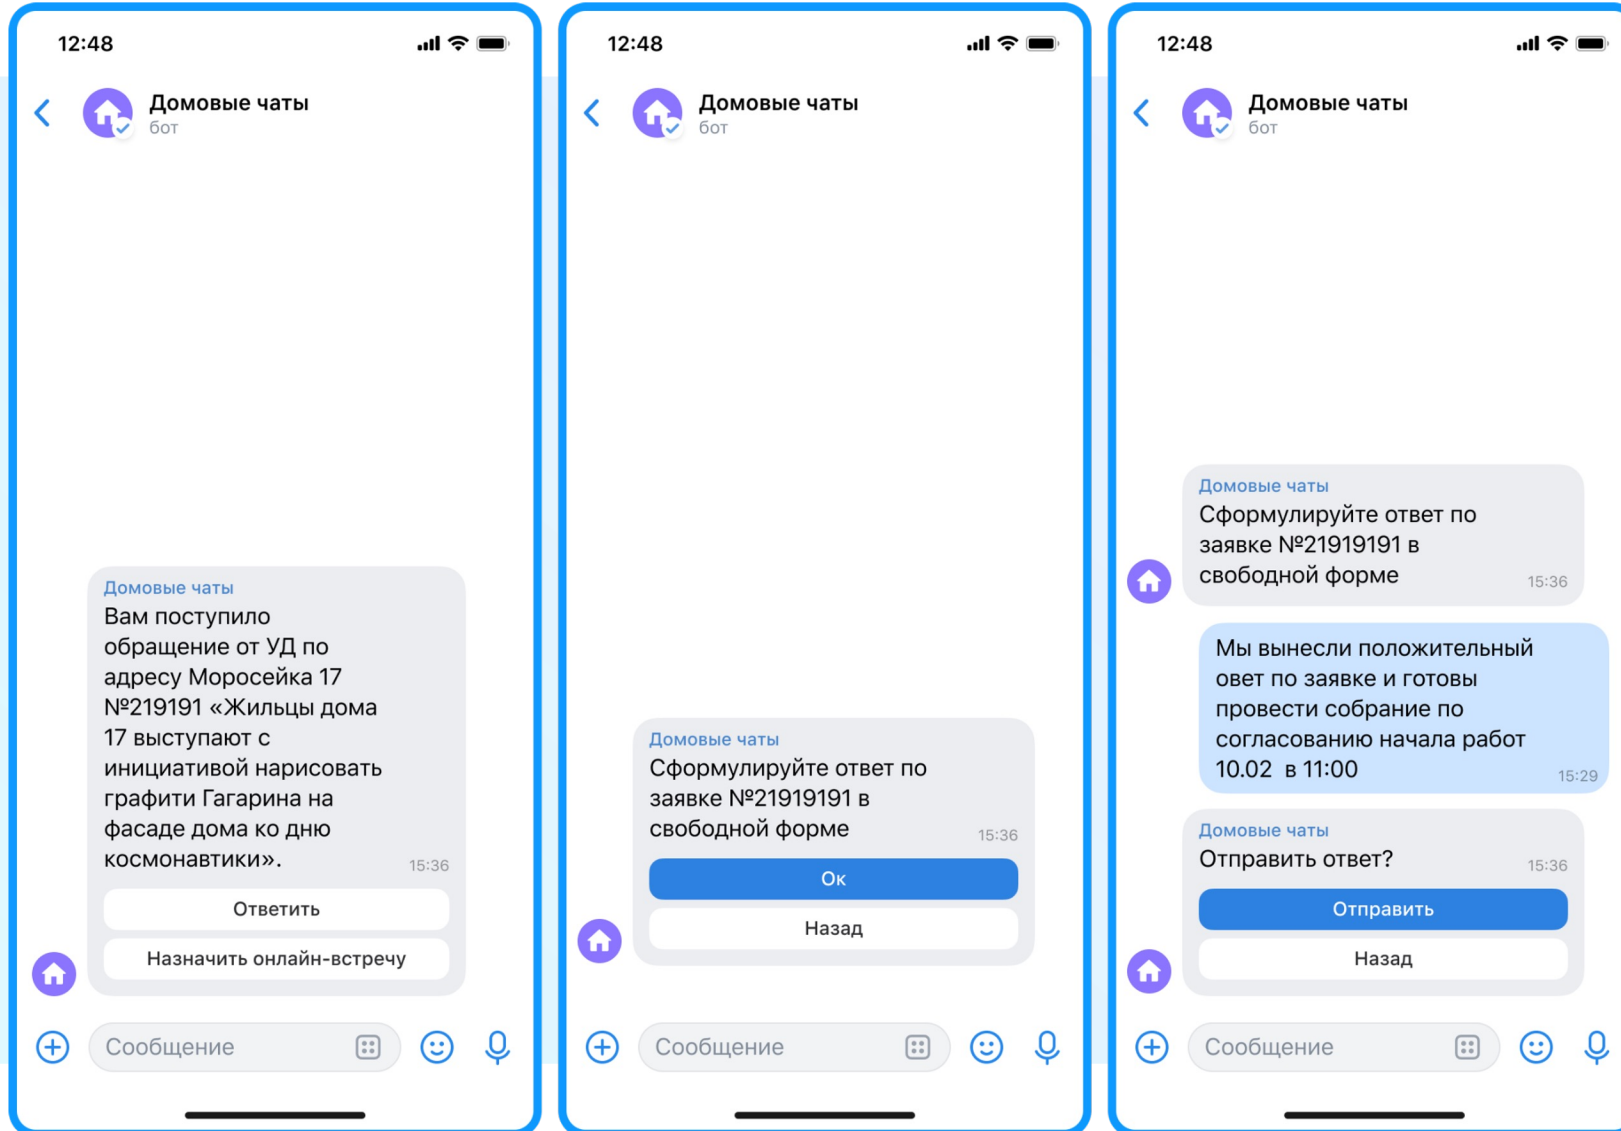 12:48
Домовые чаты
бот
Домовые чаты
Вам поступило
обращение от УД по
адресу Моросейка 17
№219191 «Жильцы дома
17 выступают с
инициативой нарисовать
графити Гагарина на
фасаде дома ко дню
космонавтики».
15:36
Ответить
Назначить онлайн-встречу
Сообщение
12:48
Домовые чаты
бот
Домовые чаты
Сформулируйте ответ по
заявке №21919191 в
свободной форме
15:36
Ок
Назад
Сообщение
12:48
Домовые чаты
бот
Домовые чаты
Сформулируйте ответ по
заявке №21919191 в
свободной форме
15:36
Мы вынесли положительный
овет по заявке и готовы
провести собрание по
согласованию начала работ
10.02 в 11:00
15:29
Домовые чаты
Отправить ответ?
15:36
Отправить
Назад
Сообщение